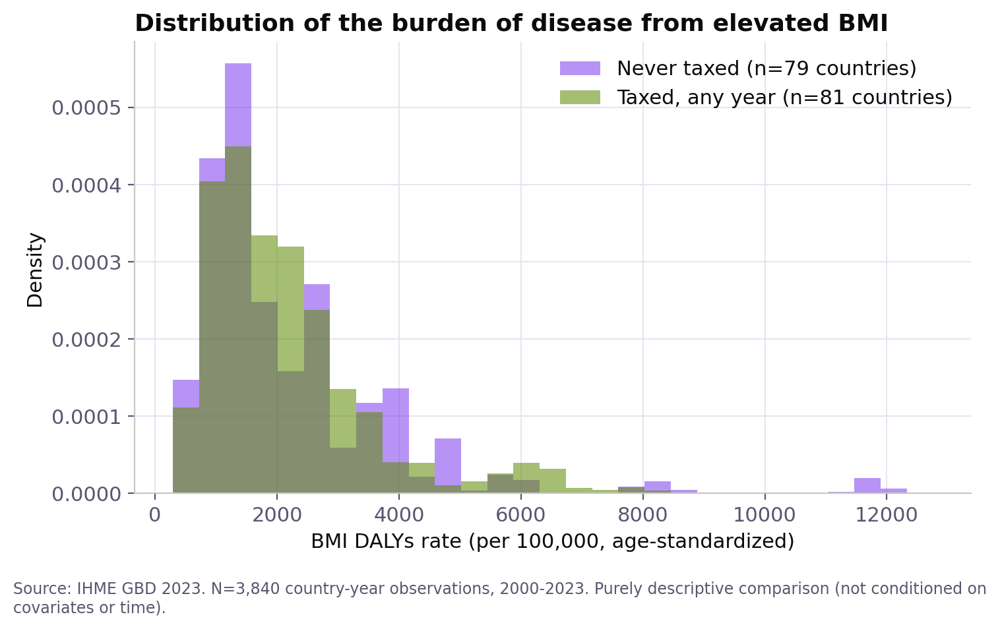 Distribution of the burden of disease from elevated BMI
Never taxed (n=79 countries)
Taxed, any year (n=81 countries)
Density
0.0005
0.0004
0.0003
0.0002
0.0001
0.0000
0 2000 4000 6000 8000 10000 12000
BMI DALYs rate (per 100,000, age-standardized)
Source: IHME GBD 2023. N=3,840 country-year observations, 2000-2023. Purely descriptive comparison (not conditioned on
covariates or time).